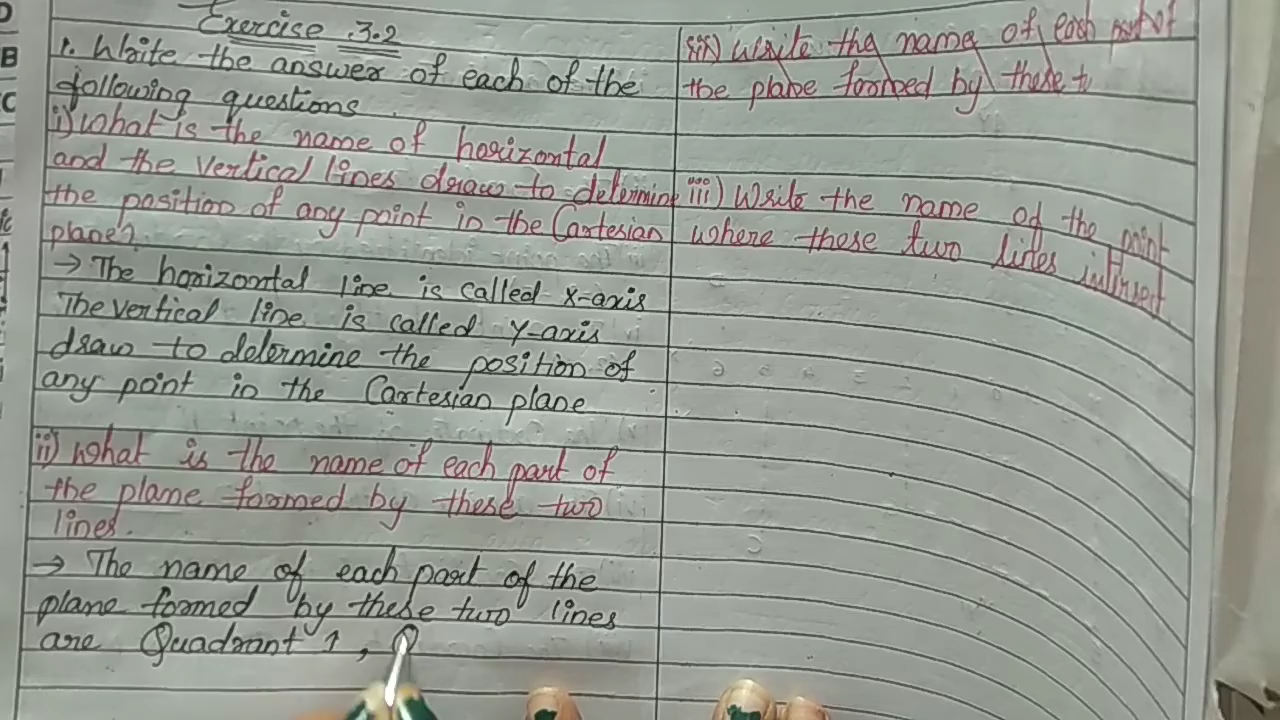 Exercise 3.2
1. Write the answer of each of the
following questions.
i) What is the name of horizontal
and the vertical lines draw to determine
the position of any point in the Cartesian
plane?
→ The horizontal line is called x-axis
The vertical line is called y-axis
draw to determine the position of
any point in the Cartesian plane
ii) What is the name of each part of
the plane formed by these two
lines.
→ The name of each part of the
plane formed by these two lines
are Quadrant 1, Q
iii) Write the name of each part of
the plane formed by these t
iii) Write the name of the point
where these two lines intersect